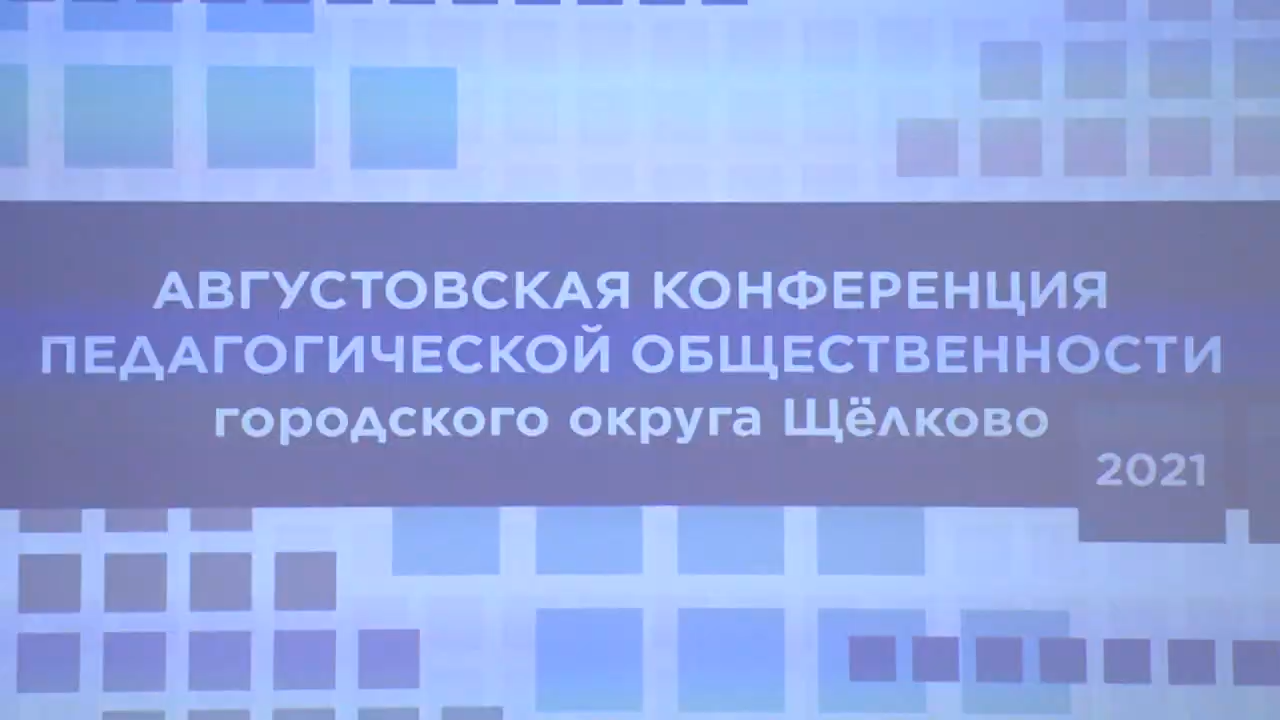 АВГУСТОВСКАЯ КОНФЕРЕНЦИЯ
ПЕДАГОГИЧЕСКОЙ ОБЩЕСТВЕННОСТИ
городского округа Щёлково
2021